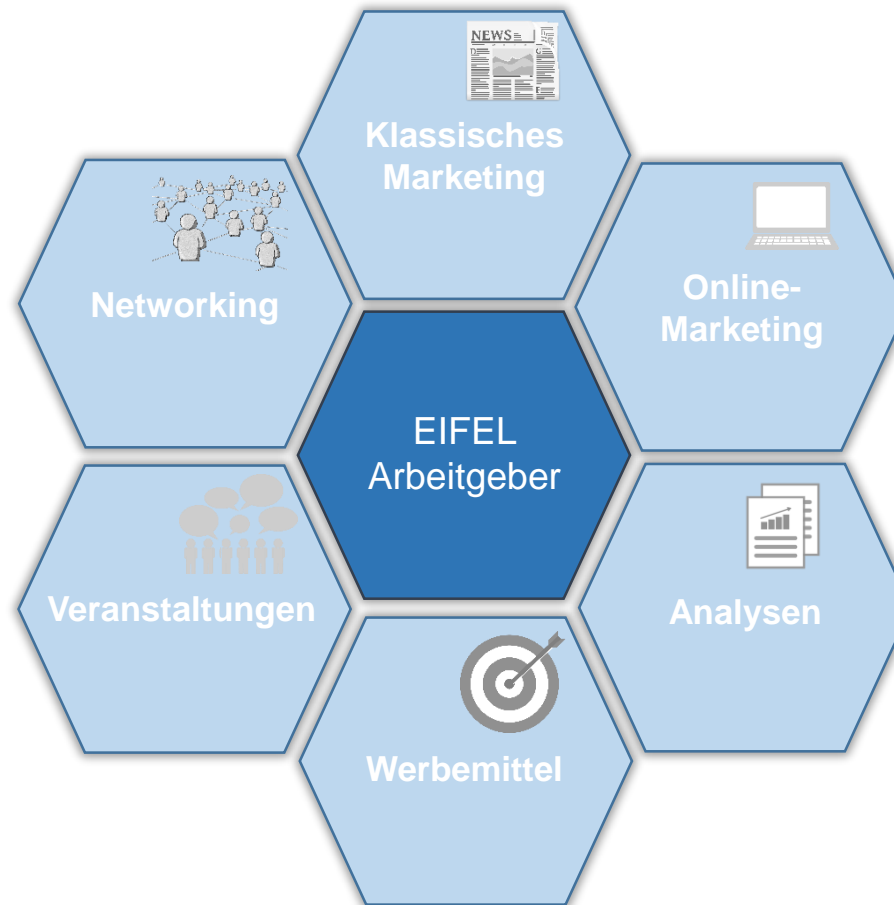 NEWS
Klassisches
Marketing
Networking
Online-
Marketing
EIFEL
Arbeitgeber
Veranstaltungen
Analysen
Werbemittel